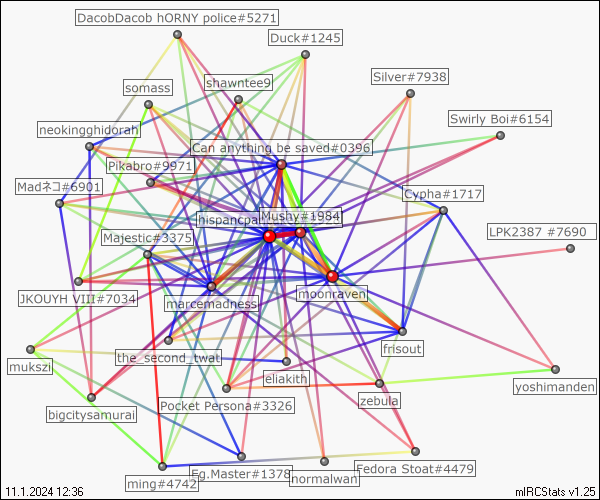 DacobDacob hORNY police#5271
Duck#1245
Silver#7938
shawntee9
somass
Swirly Boi#6154
neokingghidorah
Can anything be saved#0396
Pikabro#9971
Madネコ#6901
Cypha#1717
Mushy#1984
LPK2387 #7690
Majestic#3375
moonraven
JKOUYH VIII#7034
marcemadness
frisout
the_second_twat
mukszi
eliakith
yoshimanden
zebula
Pocket Persona#3326
bigcitysamurai
Fedora Stoat#4479
Eg.Master#1378
normalwan
ming#4742
11.1.2024 12:36
mIRCStats v1.25